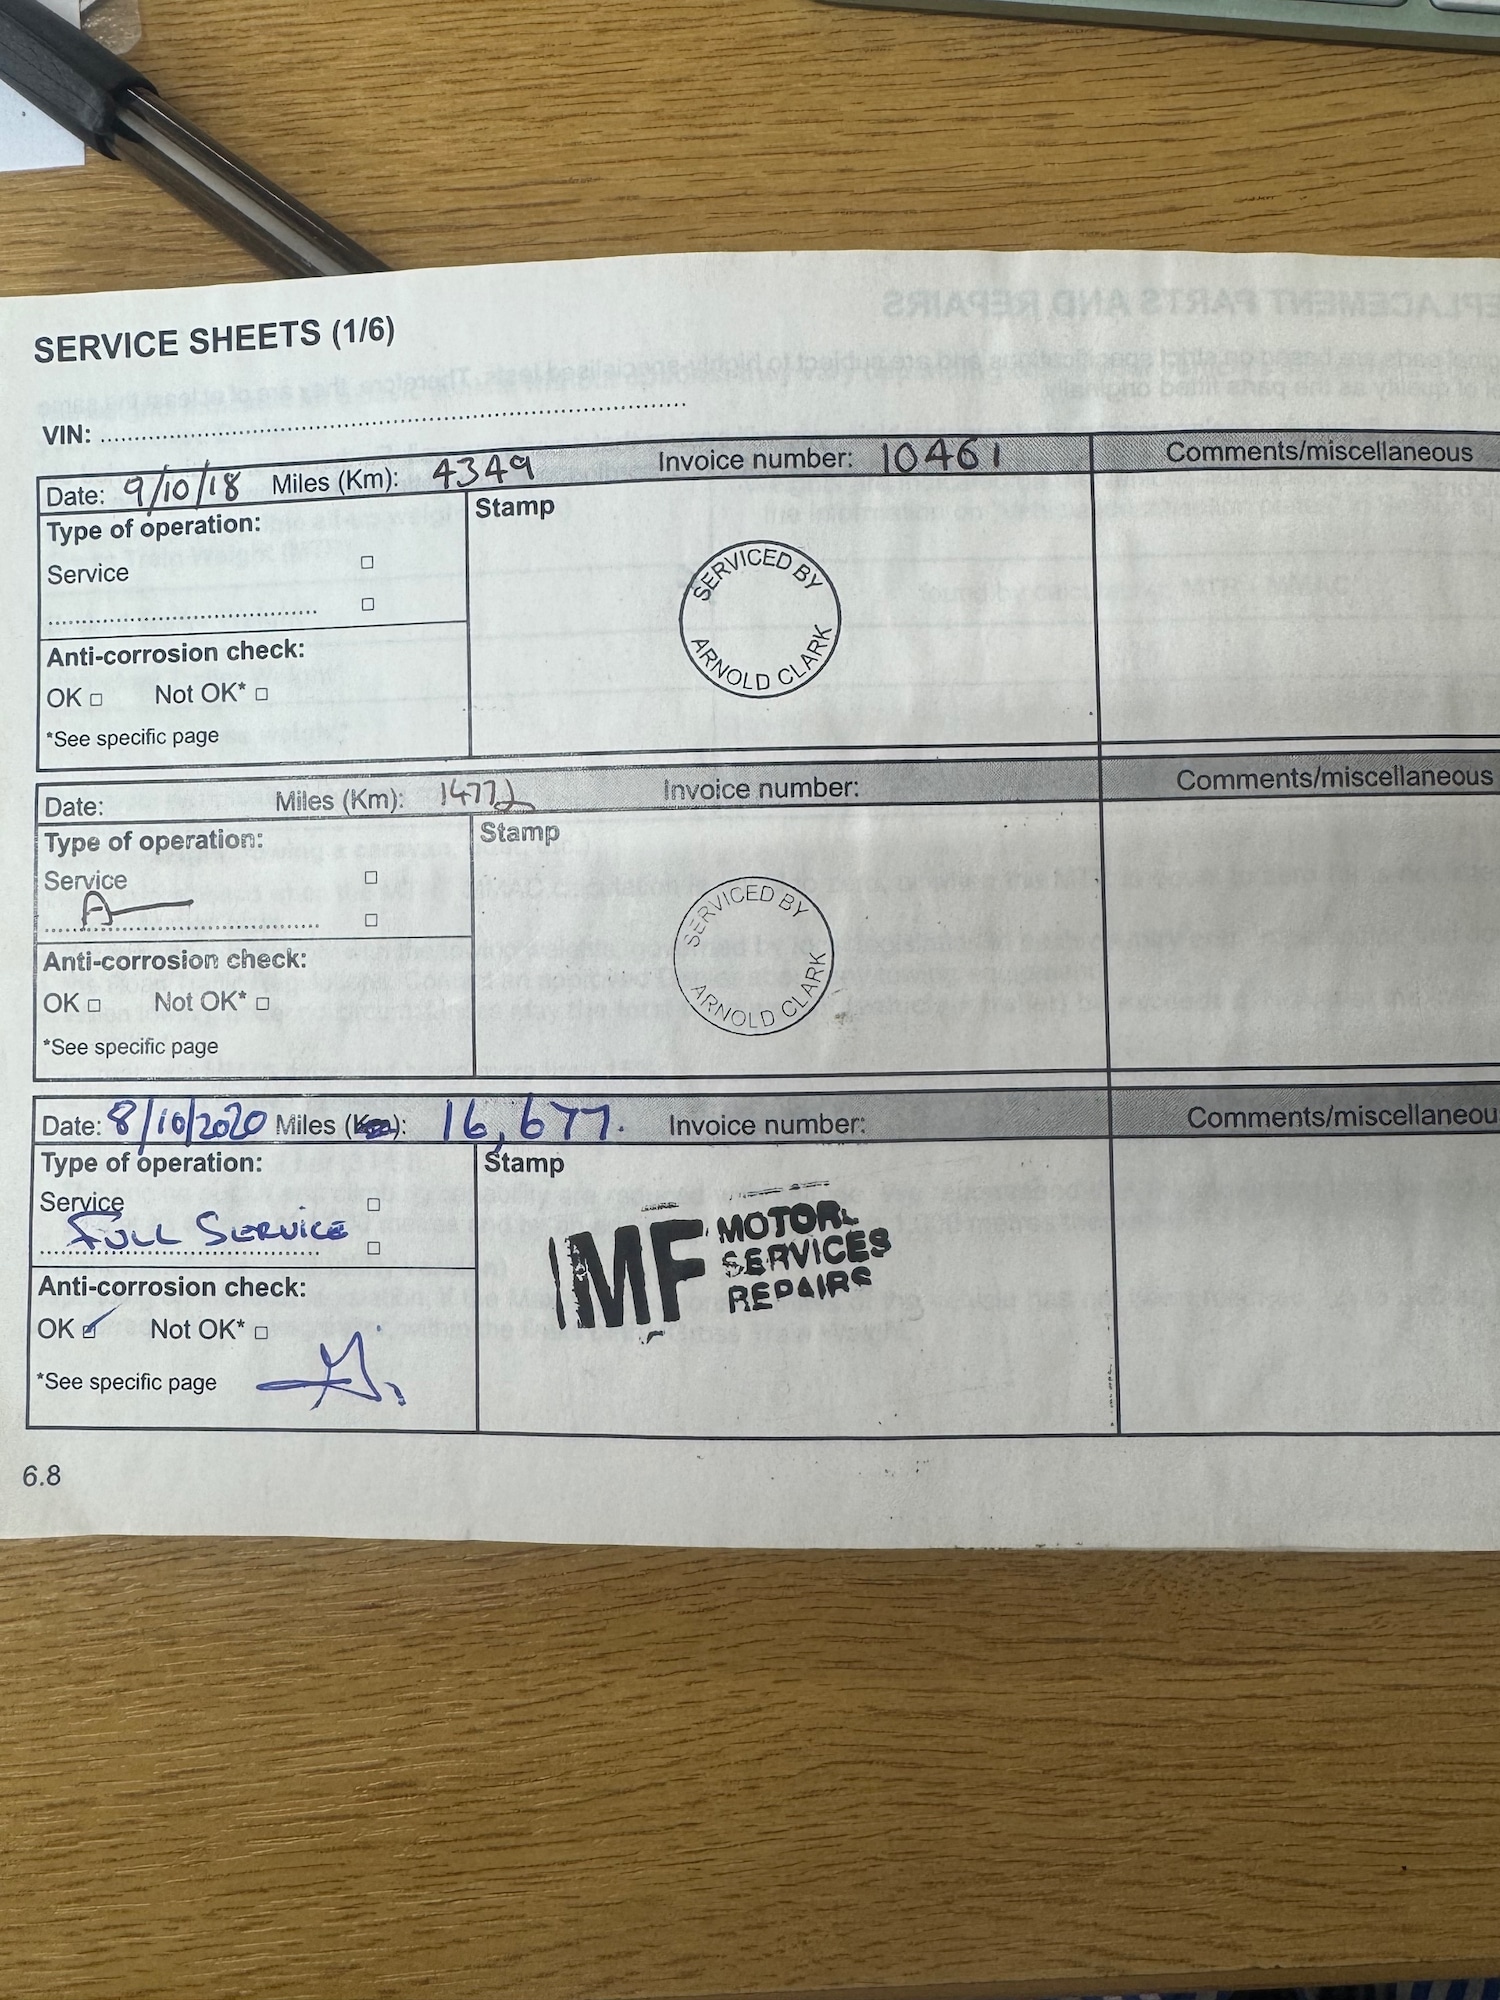 SERVICE SHEETS (1/6)
VIN:
Date: 9/10/18 Miles (Km): 4349 Invoice number: 10461 Comments/miscellaneous
Type of operation:
Stamp
Service
SERVICED BY
ARNOLD CLARK
Anti-corrosion check:
OK Not OK*
*See specific page
Date: Miles (Km): 14772 Invoice number: Comments/miscellaneous
Type of operation:
Stamp
Service
A
SERVICED BY
ARNOLD CLARK
Anti-corrosion check:
OK Not OK*
*See specific page
Date: 8/10/2020 Miles (Km): 16,677. Invoice number: Comments/miscellaneou
Type of operation:
Stamp
Service
FULL SERVICE
MF MOTOR
SERVICES
REPAIRS
Anti-corrosion check:
OK Not OK*
*See specific page
6.8